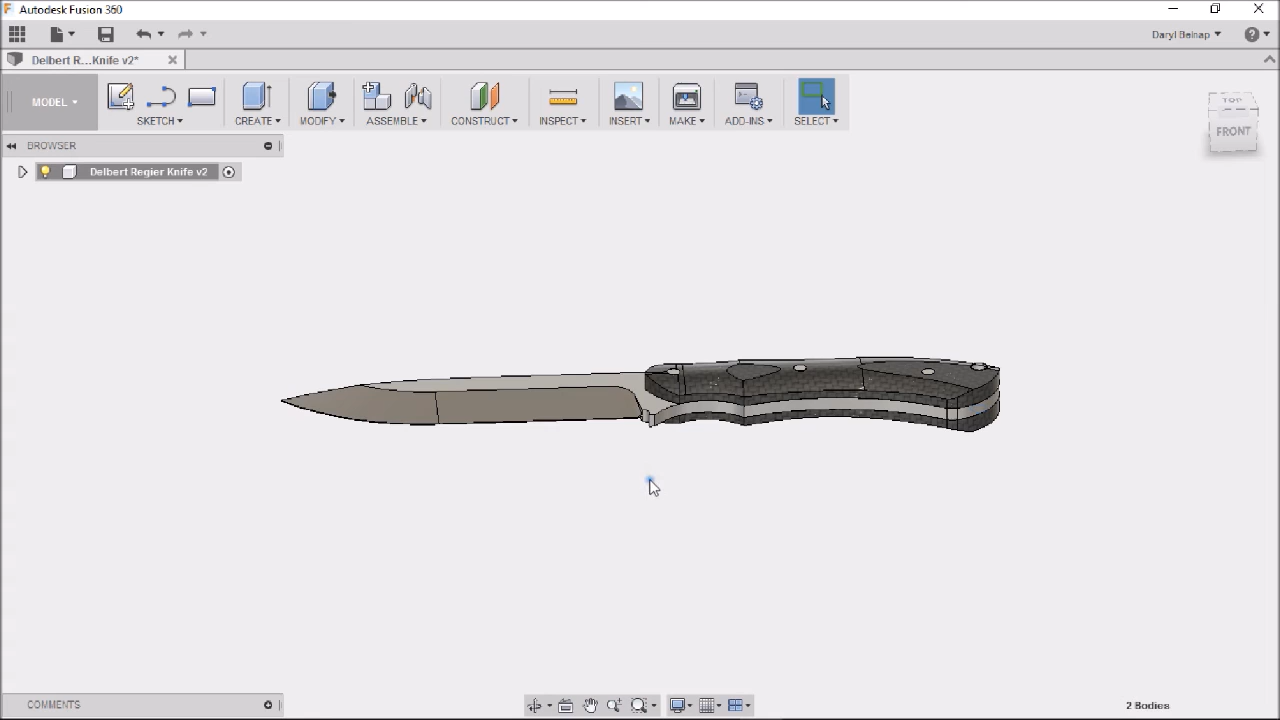 Autodesk Fusion 360
Daryl Belnap
Delbert R...Knife v2*
MODEL
SKETCH
CREATE
MODIFY
ASSEMBLE
CONSTRUCT
INSPECT
INSERT
MAKE
ADD-INS
SELECT
TOP
FRONT
BROWSER
Delbert Regier Knife v2
COMMENTS
2 Bodies